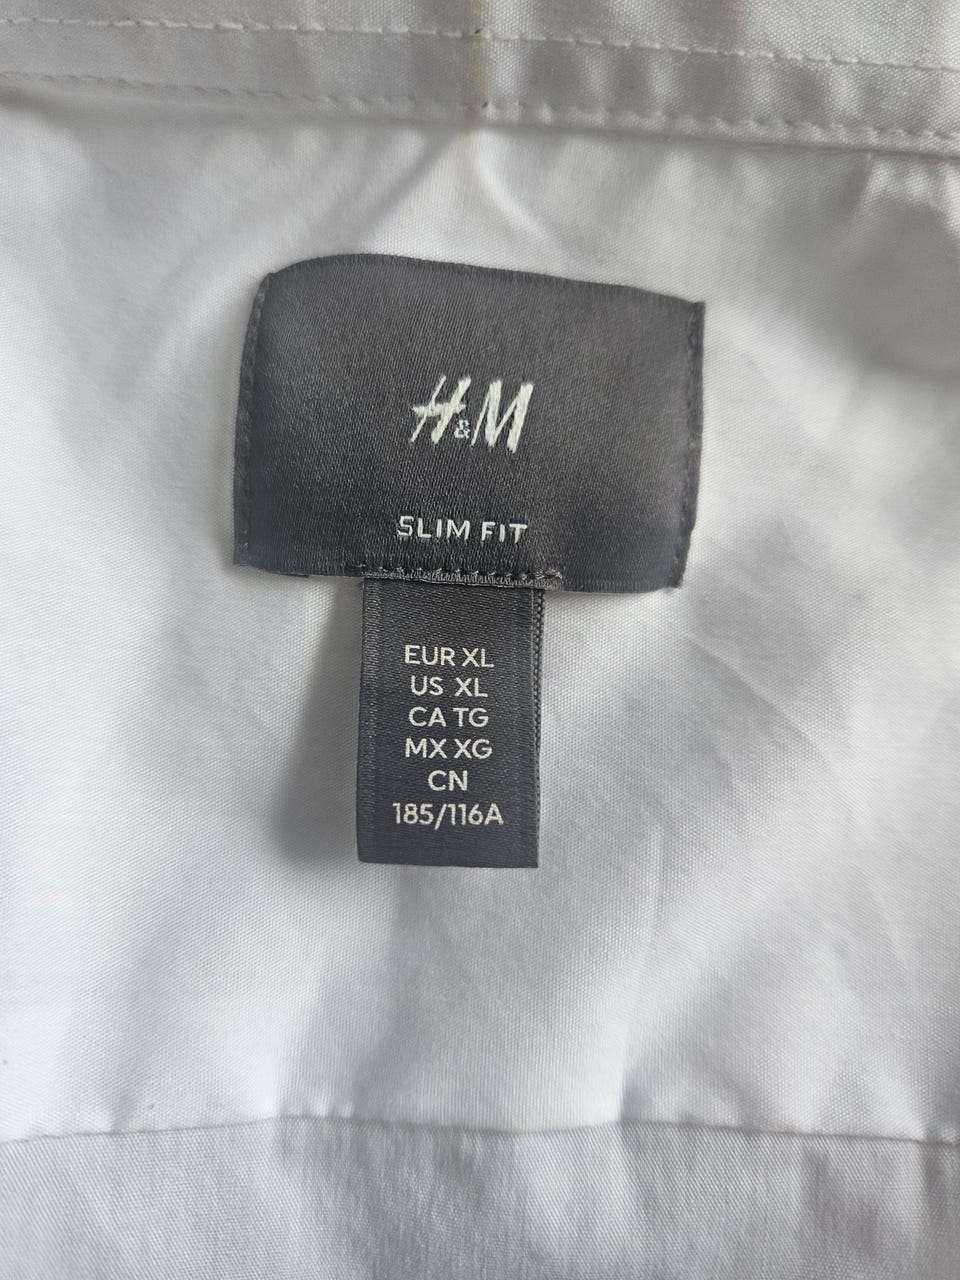 H&M
SLIM FIT
EUR XL
US XL
CA TG
MX XG
CN
185/116A